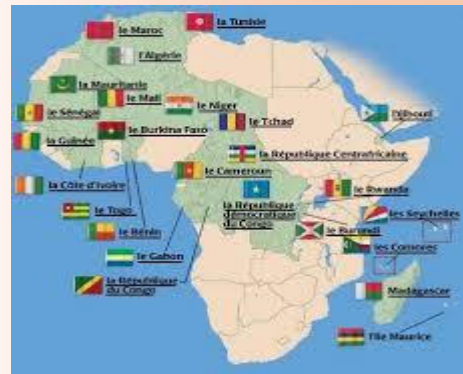 la Tunisie
le Maroc
l'Algérie
la Mauritanie
le Mali
le Niger
Djibouti
le Sénégal
le Burkina Faso
le Tchad
la Guinée
la République Centrafricaine
le Cameroun
la Côte d'Ivoire
le Rwanda
la République
démocratique
du Congo
les Seychelles
le Togo
le Burundi
le Bénin
les Comores
le Gabon
la République
du Congo
Madagascar
l'Ile Maurice